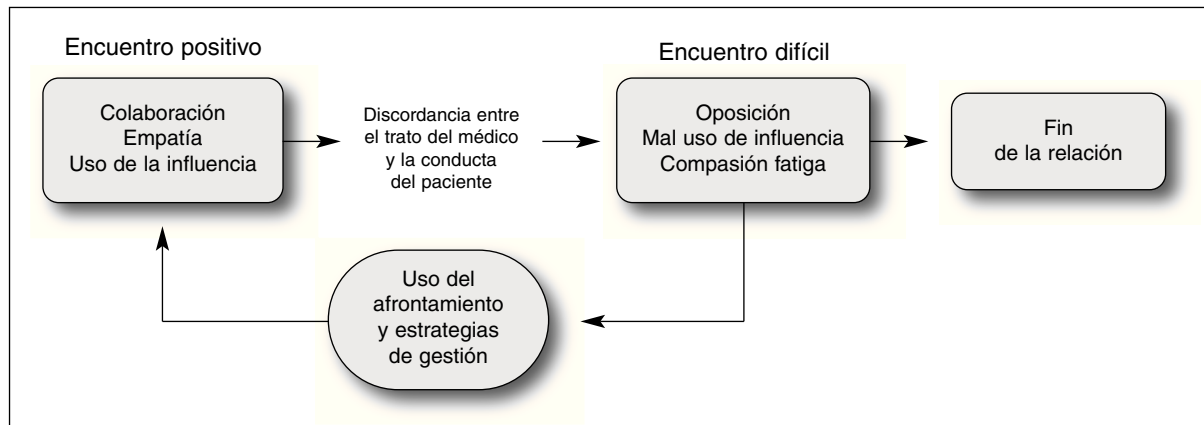 Encuentro positivo
Colaboración
Empatía
Uso de la influencia
Discordancia entre
el trato del médico
y la conducta
del paciente
Encuentro difícil
Oposición
Mal uso de influencia
Compasión fatiga
Fin
de la relación
Uso del
afrontamiento
y estrategias
de gestión